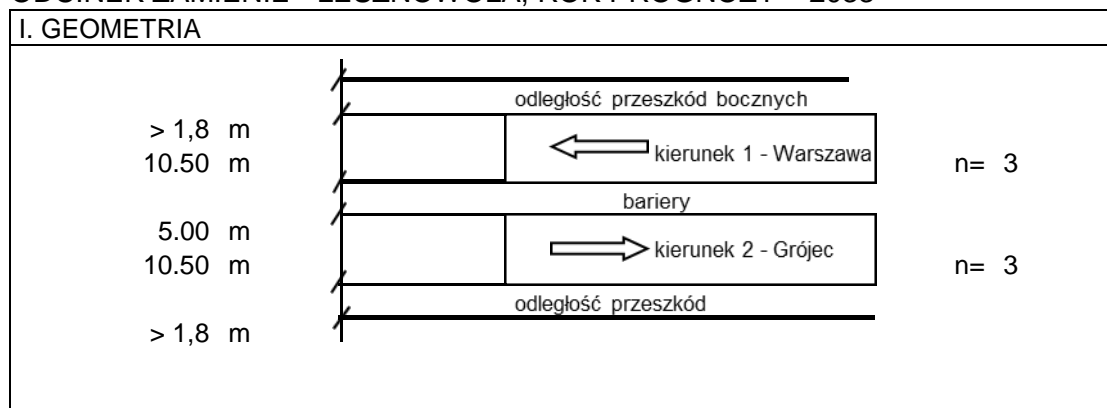 I. GEOMETRIA
odległość przeszkód bocznych
> 1,8 m
10.50 m
kierunek 1 - Warszawa
n= 3
bariery
5.00 m
10.50 m
kierunek 2 - Grójec
n= 3
odległość przeszkód
> 1,8 m